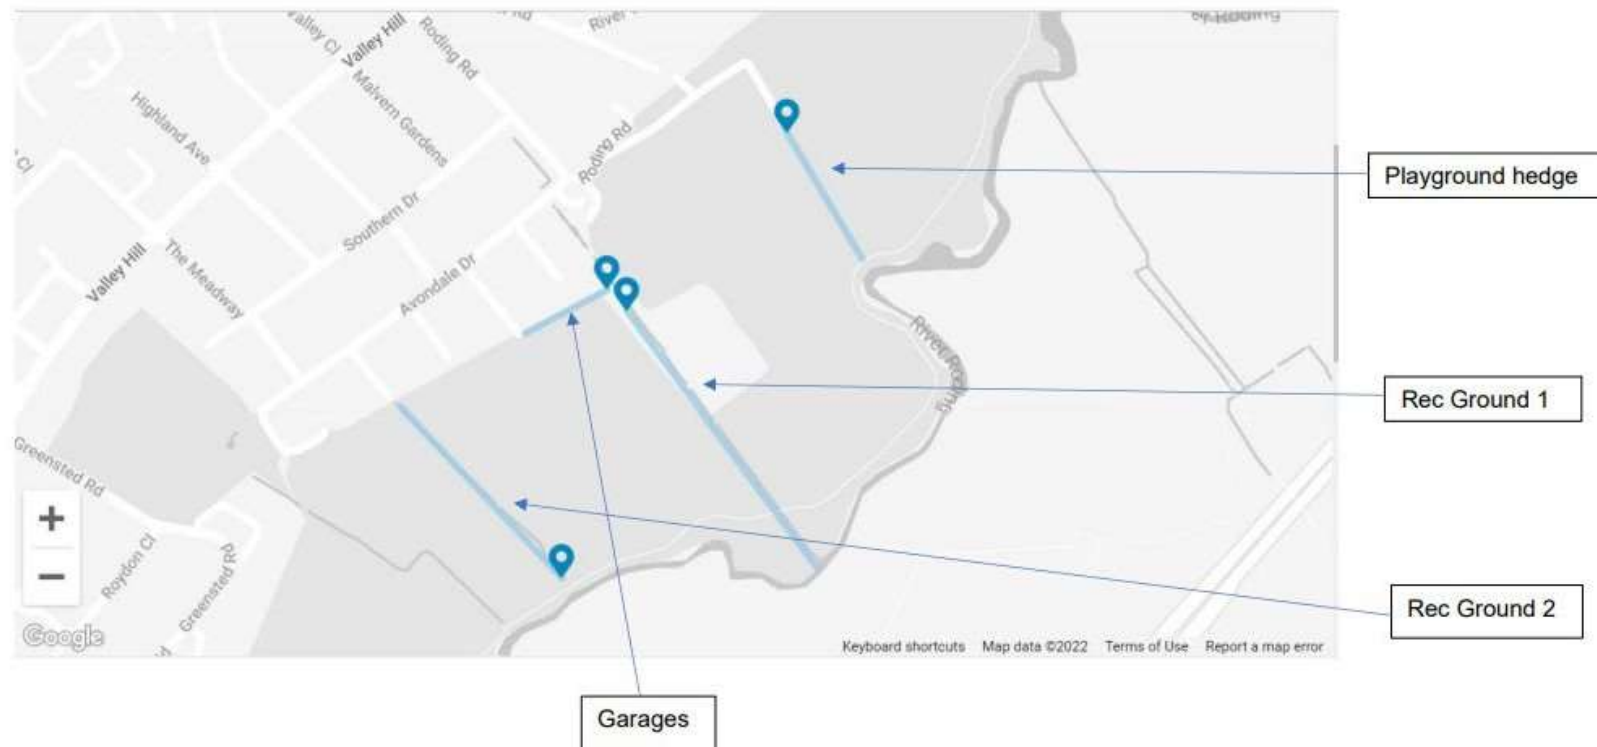 River
Roding
Valley Cl
Valley Hill
Roding Rd
Malvern Gardens
Highland Ave
Cl
Roding Rd
Playground hedge
Southern Dr
The Meadway
Valley Hill
Avondale Dr
River Roding
Rec Ground 1
Greensted Rd
+
Roydon Cl
Greensted Rd
−
Rec Ground 2
Google
Keyboard shortcuts Map data ©2022 Terms of Use Report a map error
Garages